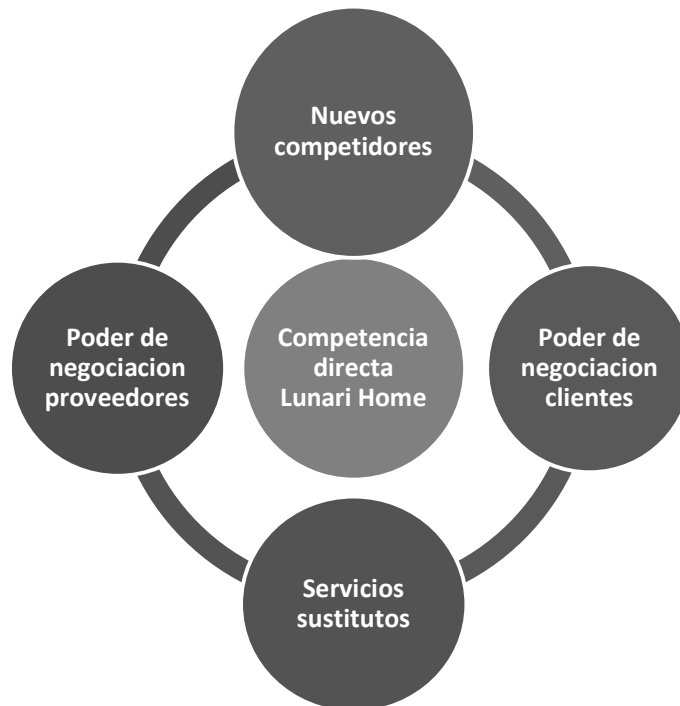 Nuevos
competidores
Poder de
negociacion
proveedores
Competencia
directa
Lunari Home
Poder de
negociacion
clientes
Servicios
sustitutos